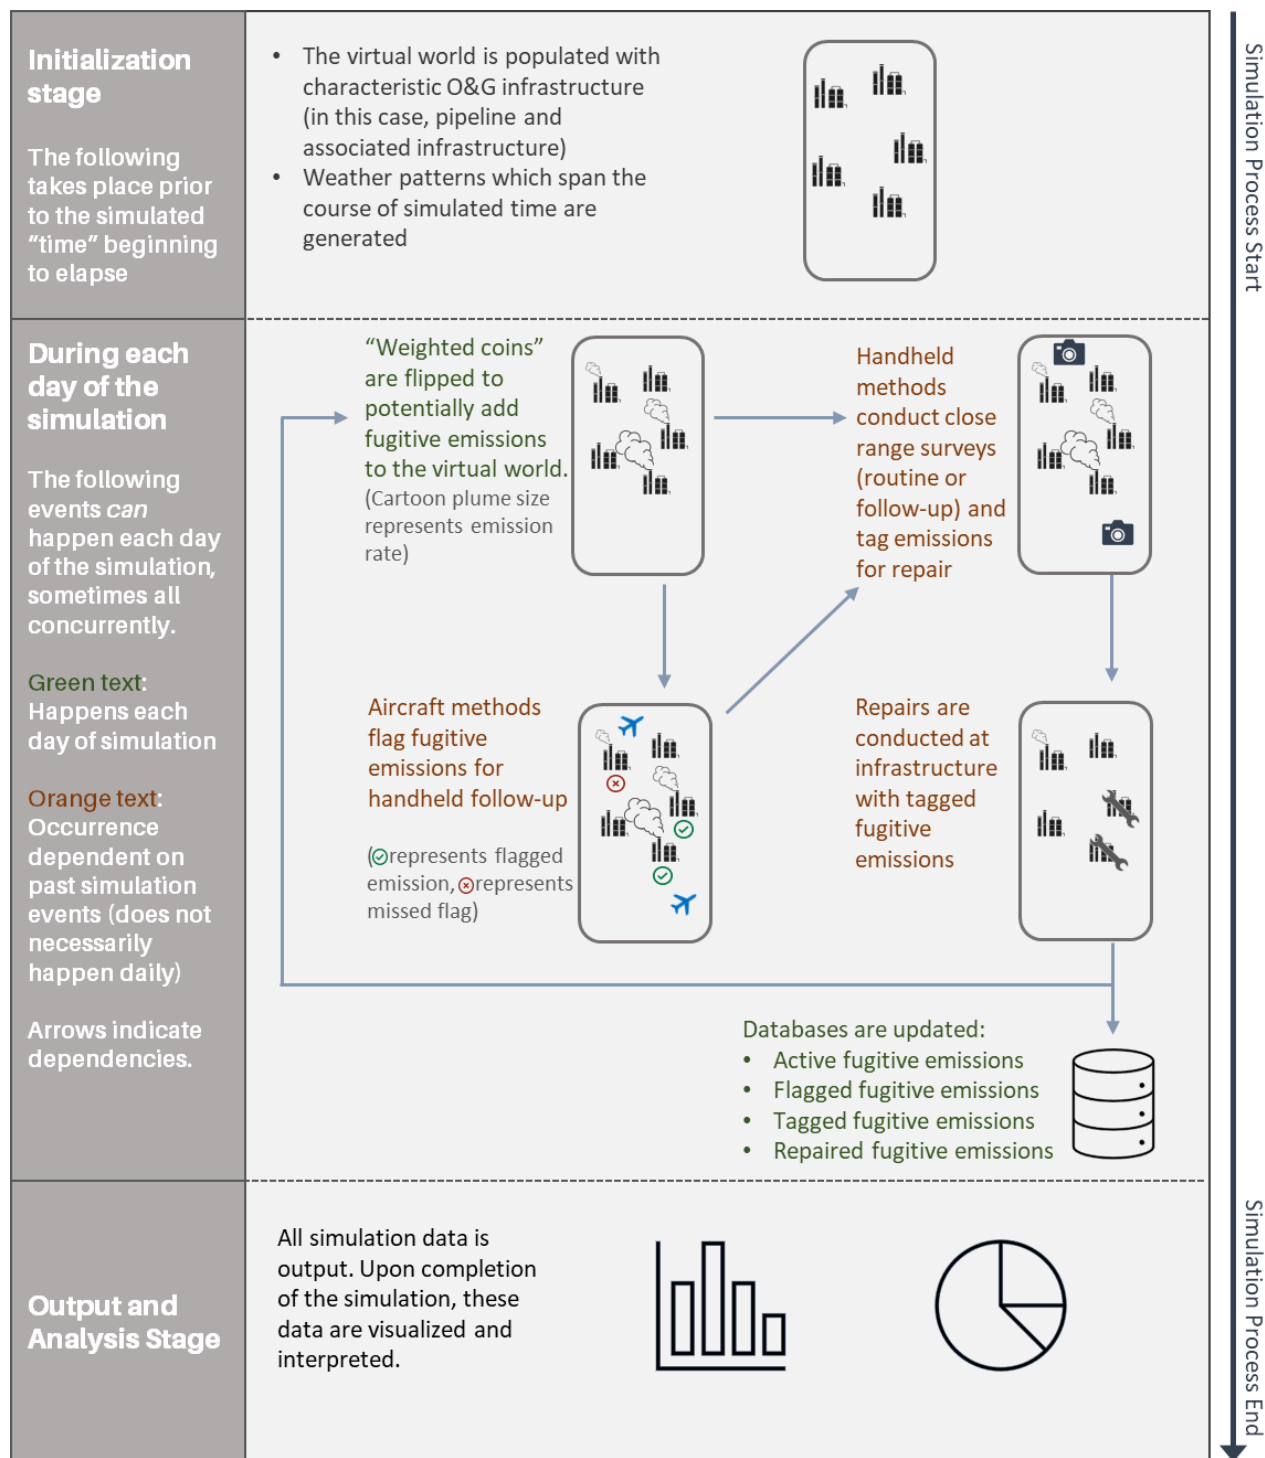 Initialization
stage
The following
takes place prior
to the simulated
“time” beginning
to elapse
• The virtual world is populated with
characteristic O&G infrastructure
(in this case, pipeline and
associated infrastructure)
• Weather patterns which span the
course of simulated time are
generated
Simulation Process Start
During each
day of the
simulation
The following
events can
happen each day
of the simulation,
sometimes all
concurrently.
Green text:
Happens each
day of simulation
Orange text:
Occurrence
dependent on
past simulation
events (does not
necessarily
happen daily)
Arrows indicate
dependencies.
“Weighted coins”
are flipped to
potentially add
fugitive emissions
to the virtual world.
(Cartoon plume size
represents emission
rate)
Handheld
methods
conduct close
range surveys
(routine or
follow-up) and
tag emissions
for repair
Aircraft methods
flag fugitive
emissions for
handheld follow-up
(represents flagged
emission, represents
missed flag)
Repairs are
conducted at
infrastructure
with tagged
fugitive
emissions
Databases are updated:
• Active fugitive emissions
• Flagged fugitive emissions
• Tagged fugitive emissions
• Repaired fugitive emissions
Output and
Analysis Stage
All simulation data is
output. Upon completion
of the simulation, these
data are visualized and
interpreted.
Simulation Process End